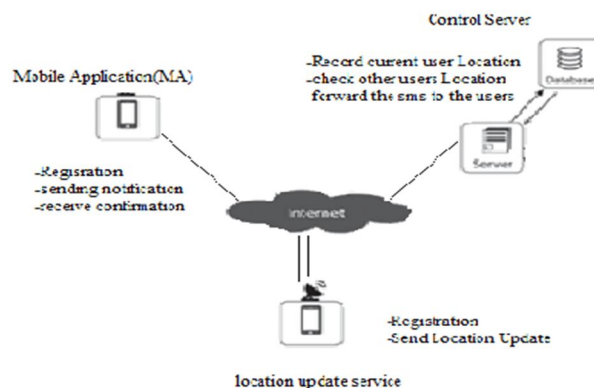 Control Server
-Record current user Location
-check other users Location
forward the sms to the users
Database
Server
Mobile Application(MA)
-Regisration
-sending notification
-receive confirmation
Internet
-Registration
-Send Location Update
location update service